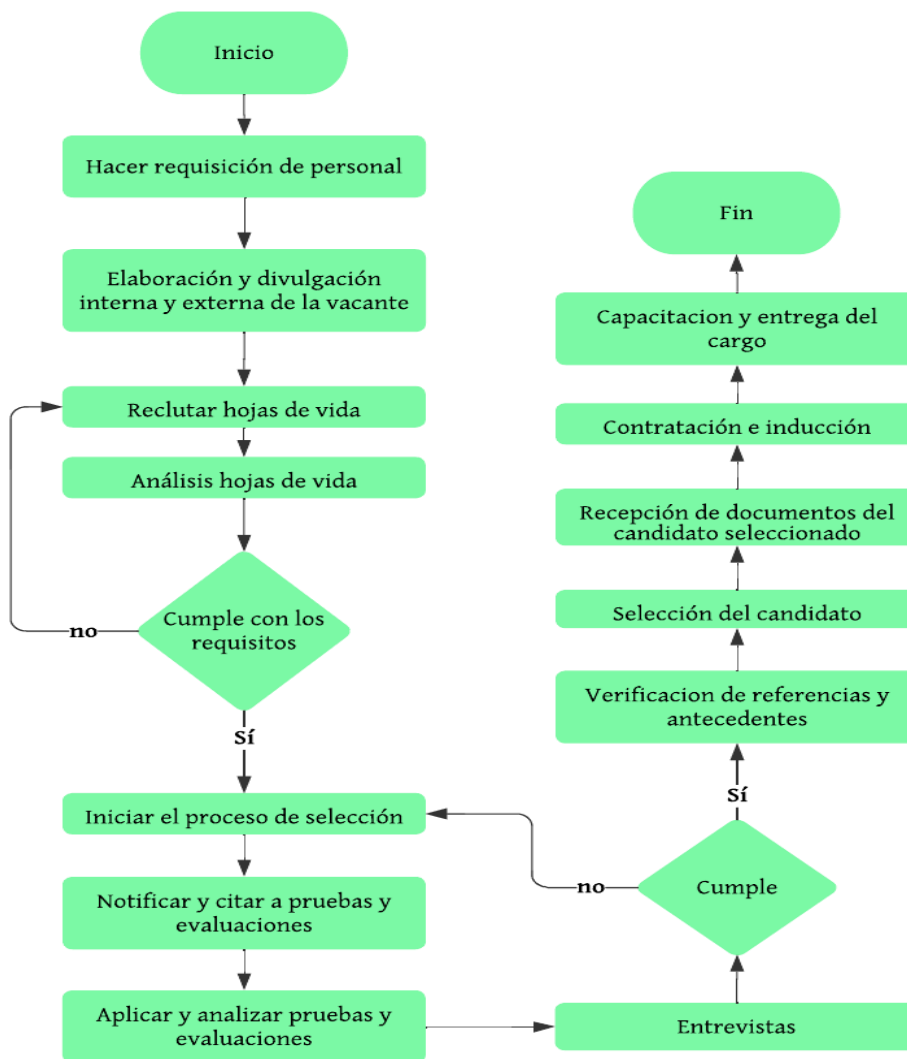 Inicio
Hacer requisición de personal
Elaboración y divulgación
interna y externa de la vacante
Reclutar hojas de vida
Análisis hojas de vida
Cumple con los
requisitos
no
Sí
Iniciar el proceso de selección
Notificar y citar a pruebas y
evaluaciones
Aplicar y analizar pruebas y
evaluaciones
Entrevistas
Cumple
no
Sí
Verificacion de referencias y
antecedentes
Selección del candidato
Recepción de documentos del
candidato seleccionado
Contratación e inducción
Capacitacion y entrega del
cargo
Fin